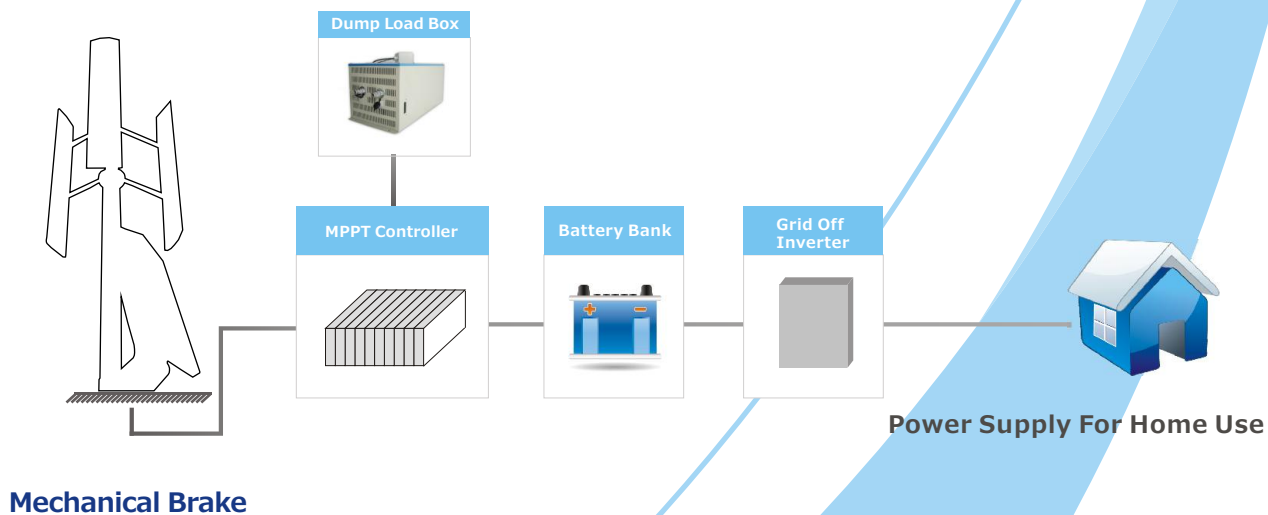 Dump Load Box
MPPT Controller
Battery Bank
Grid Off
Inverter
+ −
Power Supply For Home Use
Mechanical Brake